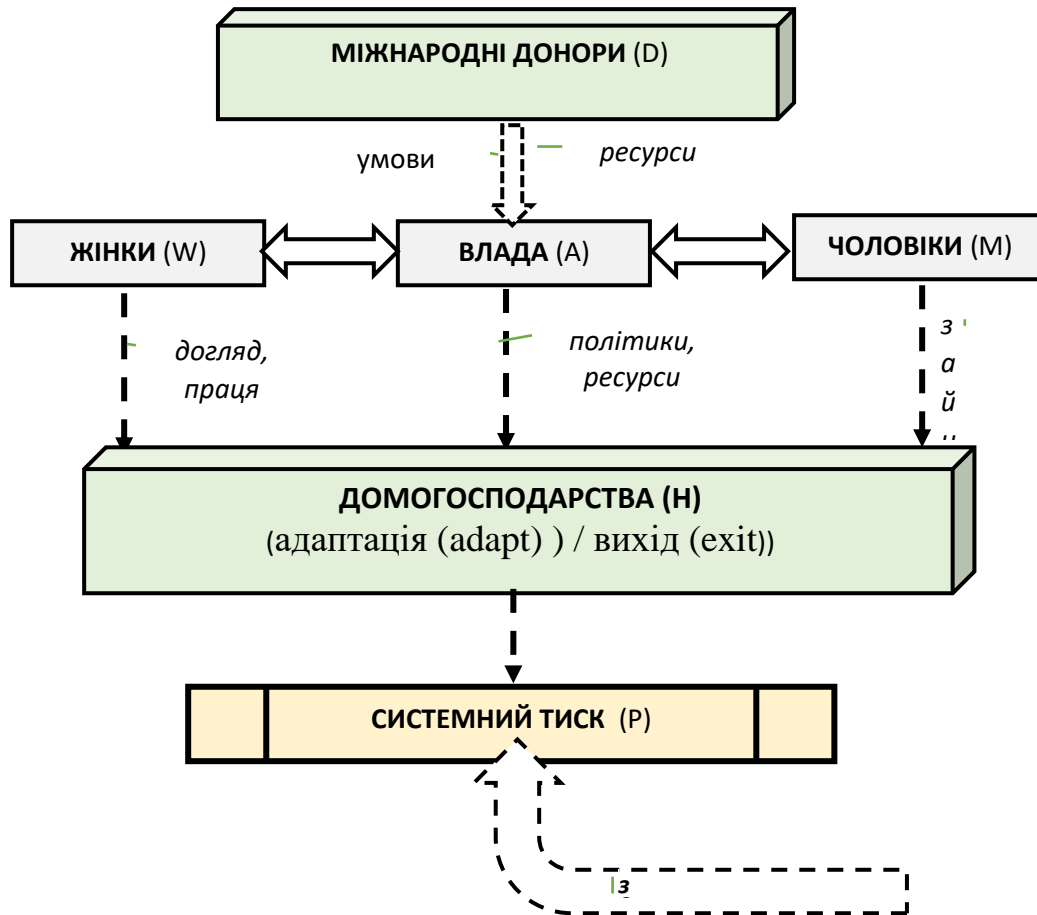 МІЖНАРОДНІ ДОНОРИ (D)
умови
ресурси
ЖІНКИ (W)
ВЛАДА (A)
ЧОЛОВІКИ (M)
догляд,
праця
політики,
ресурси
з
а
й
ДОМОГОСПОДАРСТВА (H)
(адаптація (adapt) ) / вихід (exit))
СИСТЕМНИЙ ТИСК (P)
з